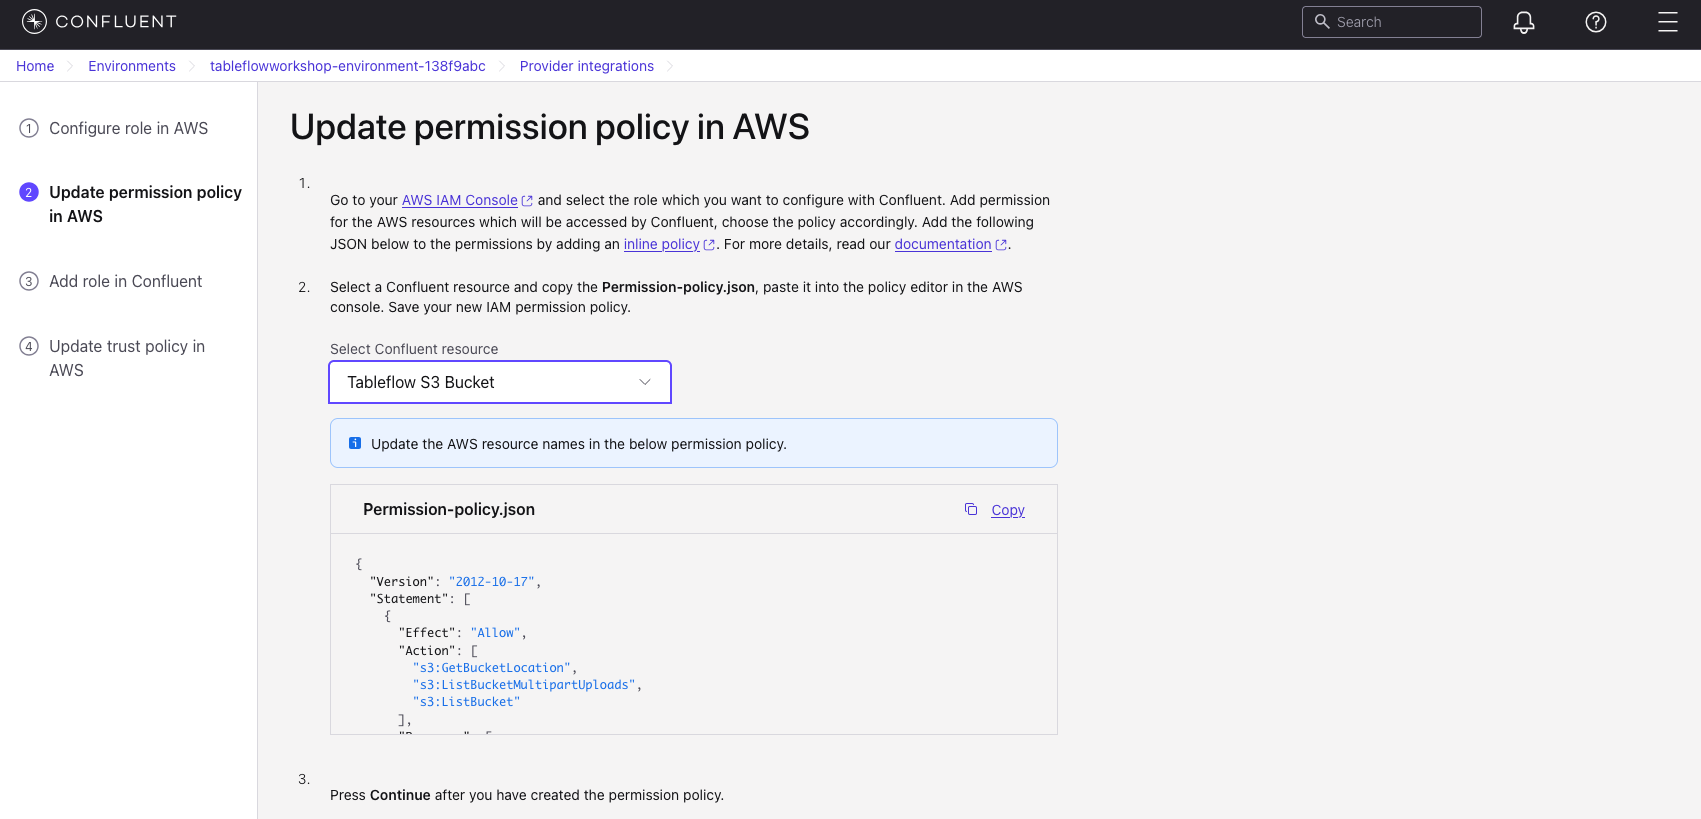 CONFLUENT
Search
Home
Environments
tableflowworkshop-environment-138f9abc
Provider integrations
1 Configure role in AWS
2 Update permission policy
in AWS
3 Add role in Confluent
4 Update trust policy in
AWS
Update permission policy in AWS
1.
Go to your AWS IAM Console and select the role which you want to configure with Confluent. Add permission
for the AWS resources which will be accessed by Confluent, choose the policy accordingly. Add the following
JSON below to the permissions by adding an inline policy. For more details, read our documentation.
2. Select a Confluent resource and copy the Permission-policy.json, paste it into the policy editor in the AWS
console. Save your new IAM permission policy.
Select Confluent resource
Tableflow S3 Bucket
Update the AWS resource names in the below permission policy.
Permission-policy.json
Copy
{
"Version": "2012-10-17",
"Statement": [
{
"Effect": "Allow",
"Action": [
"s3:GetBucketLocation",
"s3:ListBucketMultipartUploads",
"s3:ListBucket"
],
3.
Press Continue after you have created the permission policy.